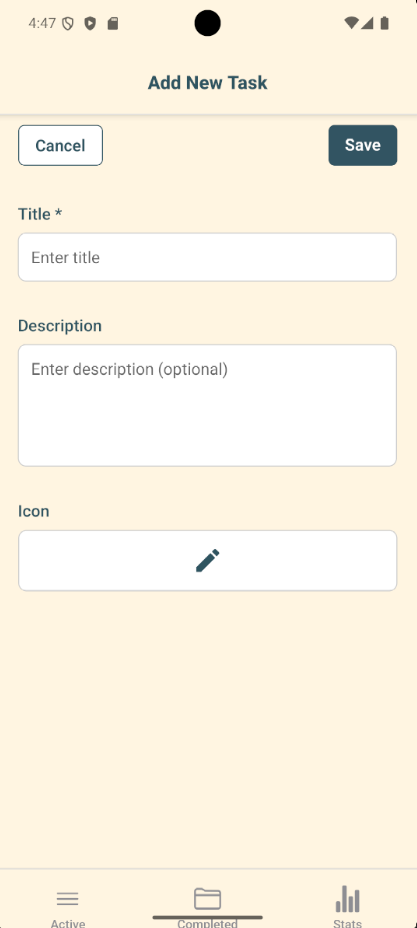 4:47
Add New Task
Cancel
Save
Title *
Enter title
Description
Enter description (optional)
Icon
Active
Completed
Stats